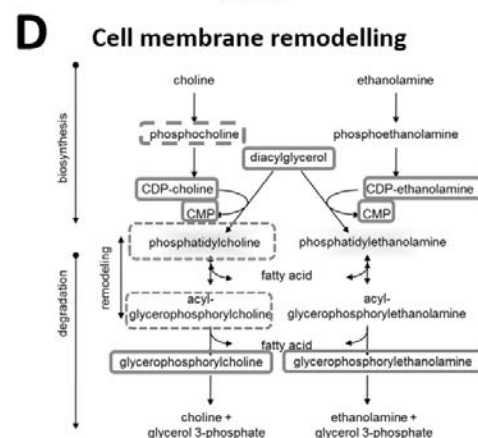 D Cell membrane remodelling
choline ethanolamine
biosynthesis
phosphocholine phosphoethanolamine
diacylglycerol
CDP-choline CDP-ethanolamine
CMP CMP
phosphatidylcholine phosphatidylethanolamine
remodeling
degradation
fatty acid
acyl- acyl-
glycerophosphorylcholine glycerophosphorylethanolamine
fatty acid
glycerophosphorylcholine glycerophosphorylethanolamine
choline + ethanolamine +
glycerol 3-phosphate glycerol 3-phosphate